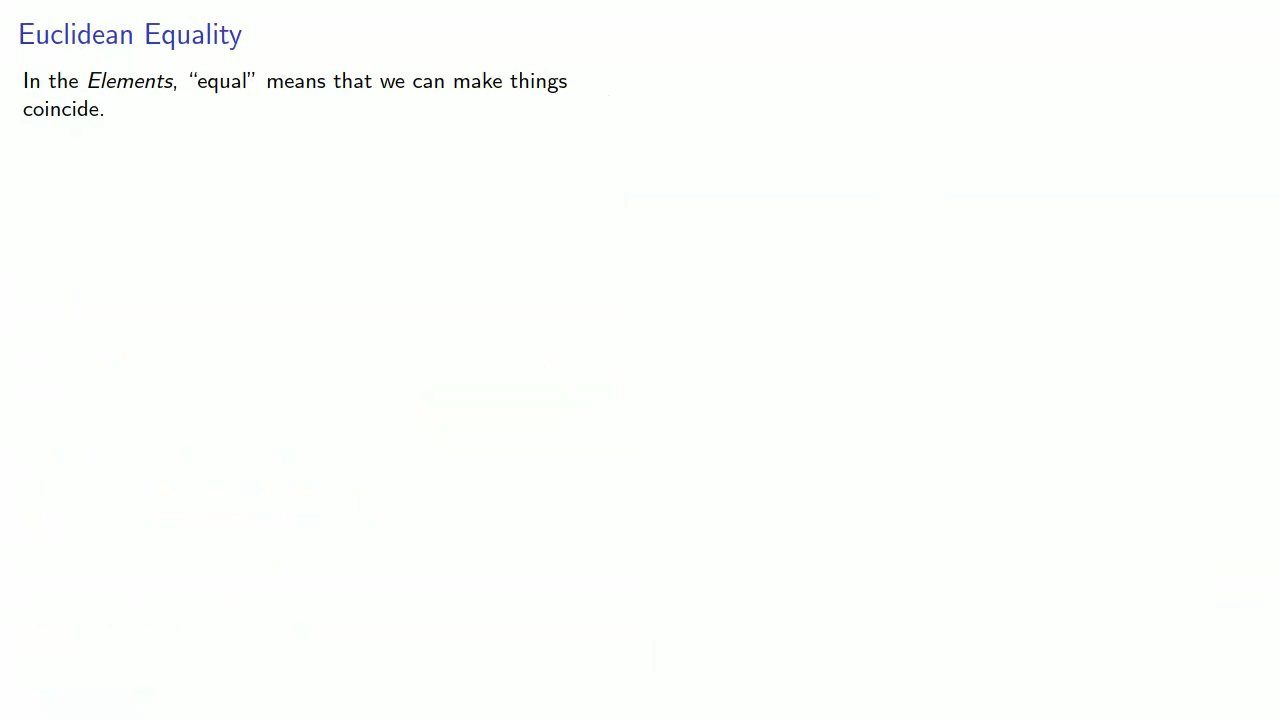 Euclidean Equality
In the Elements, “equal” means that we can make things
coincide.